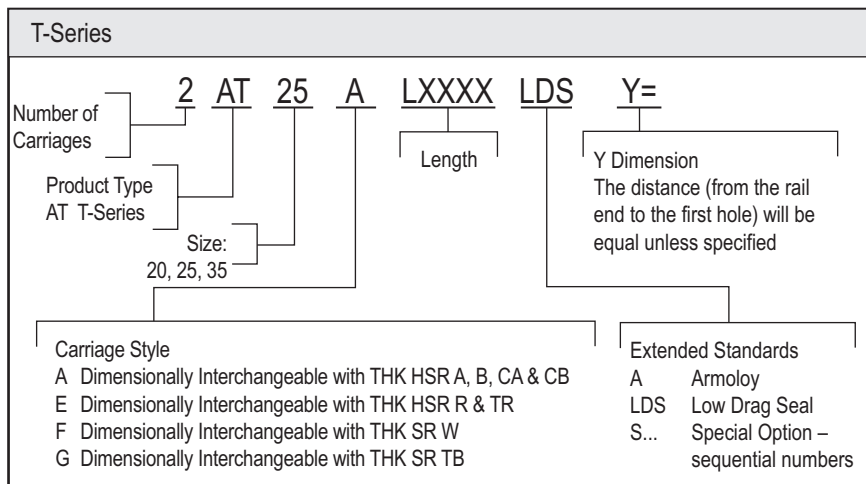 T-Series
2 AT 25 A LXXXX LDS Y=
Number of
Carriages
Product Type
AT T-Series
Size:
20, 25, 35
Length
Y Dimension
The distance (from the rail
end to the first hole) will be
equal unless specified
Carriage Style
A Dimensionally Interchangeable with THK HSR A, B, CA & CB
E Dimensionally Interchangeable with THK HSR R & TR
F Dimensionally Interchangeable with THK SR W
G Dimensionally Interchangeable with THK SR TB
Extended Standards
A Armoloy
LDS Low Drag Seal
S... Special Option –
sequential numbers